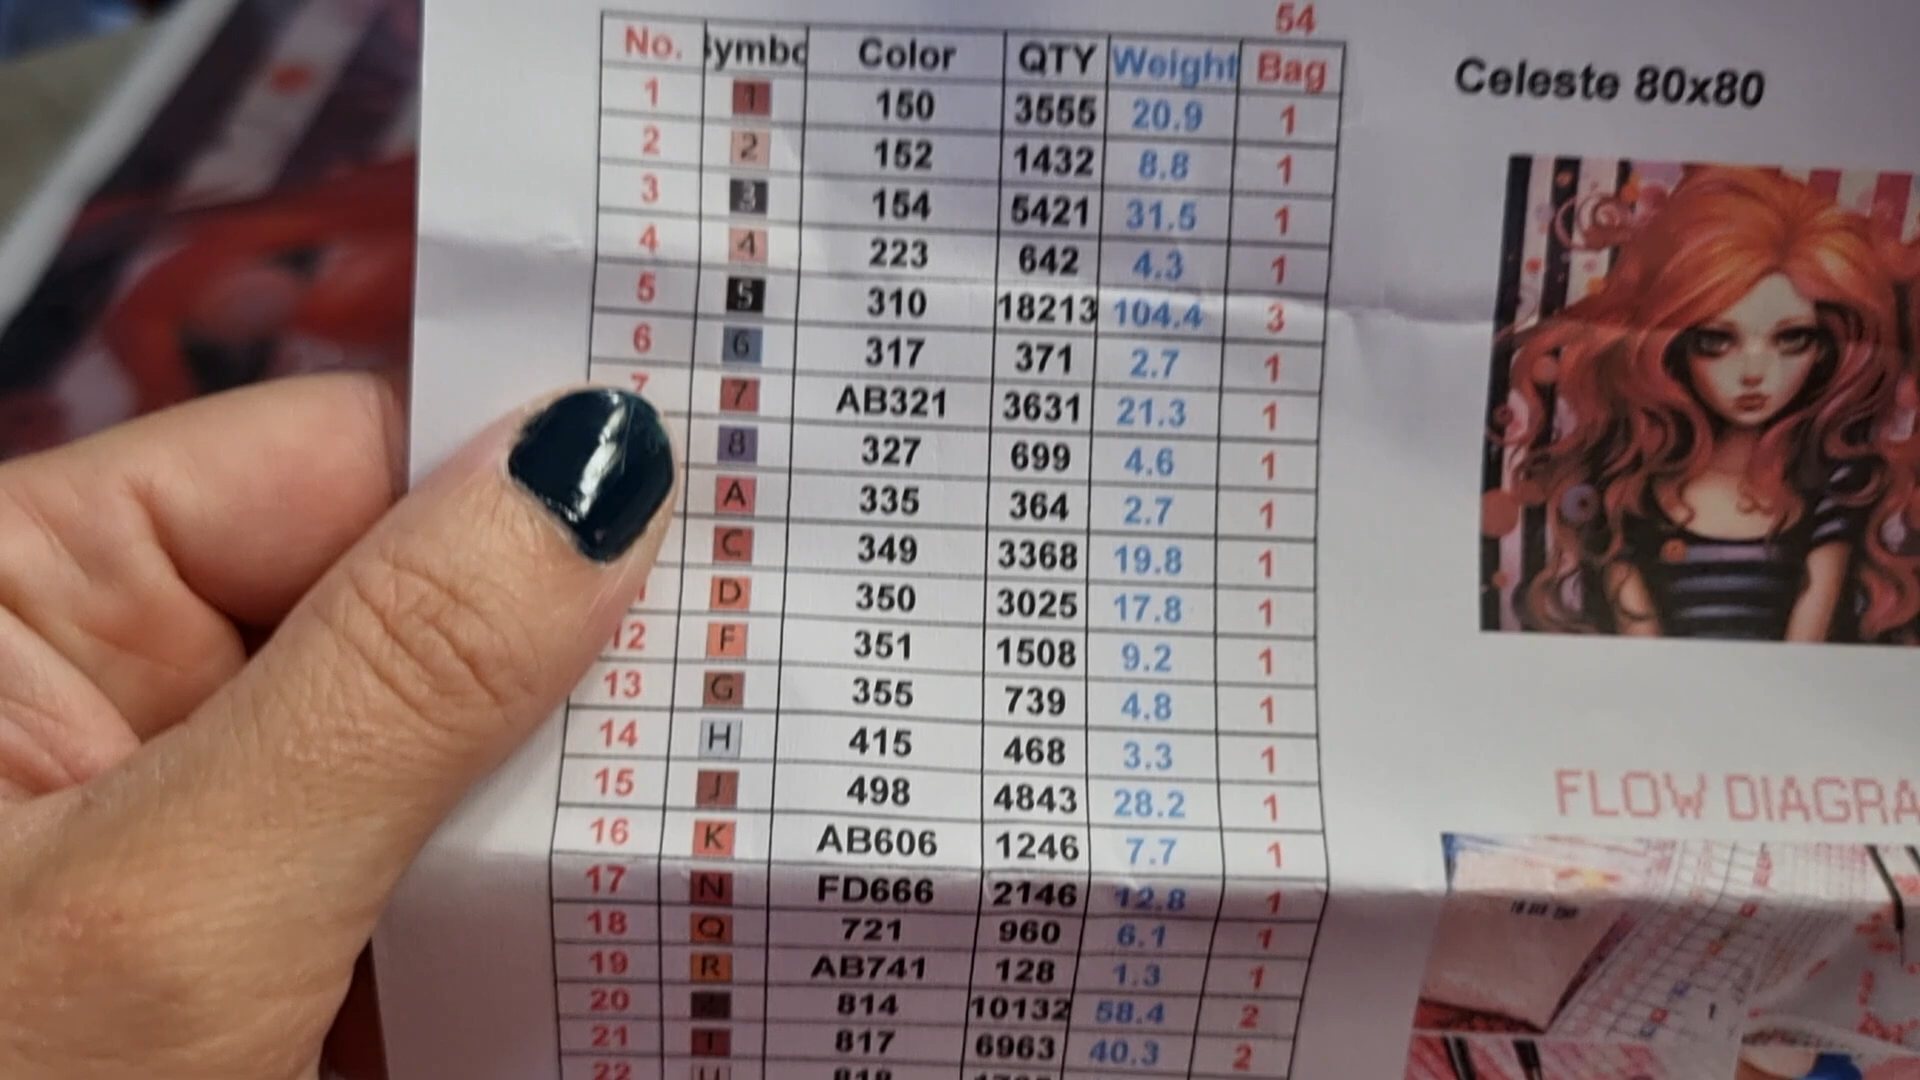 54
No. ymbo Color QTY Weight Bag
1 1 150 3555 20.9 1
2 2 152 1432 8.8 1
3 3 154 5421 31.5 1
4 4 223 642 4.3 1
5 5 310 18213 104.4 3
6 6 317 371 2.7 1
7 7 AB321 3631 21.3 1
8 327 699 4.6 1
A 335 364 2.7 1
C 349 3368 19.8 1
D 350 3025 17.8 1
12 F 351 1508 9.2 1
13 G 355 739 4.8 1
14 H 415 468 3.3 1
15 J 498 4843 28.2 1
16 K AB606 1246 7.7 1
17 N FD666 2146 12.8 1
18 Q 721 960 6.1 1
19 R AB741 128 1.3 1
20 814 10132 58.4 2
21 817 6963 40.3 2
22
Celeste 80x80
FLOW DIAGRA